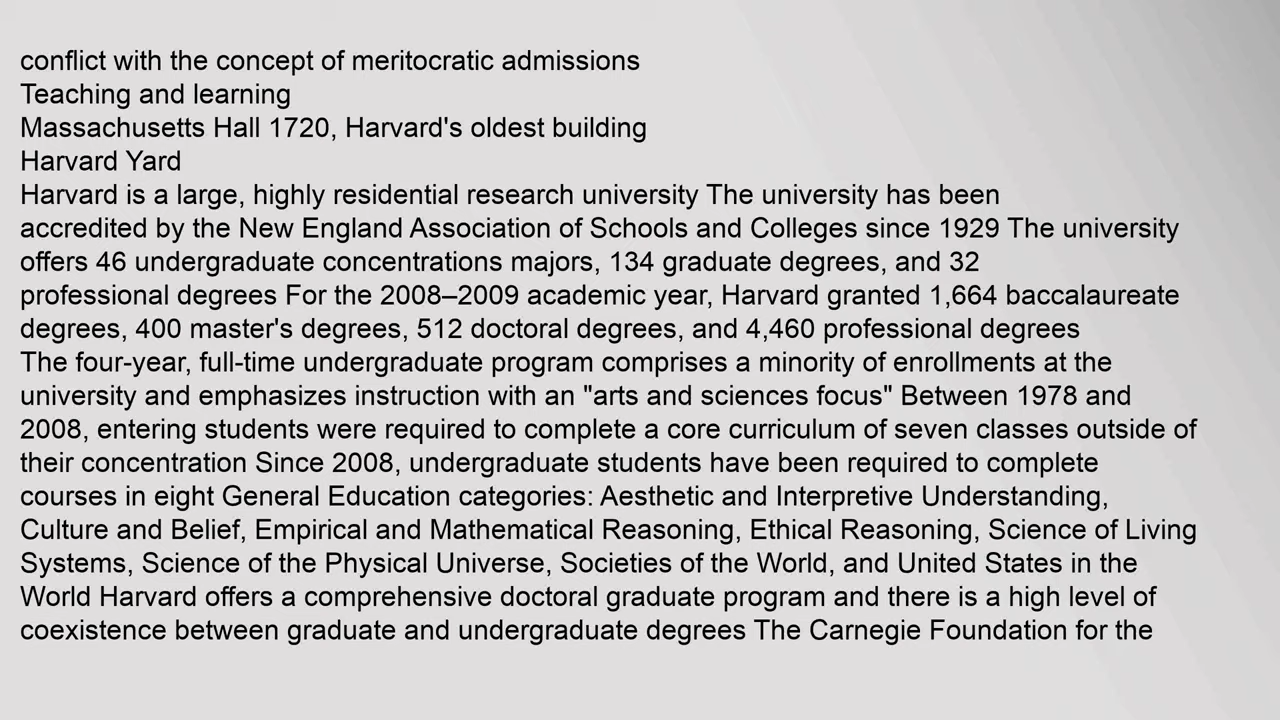 conflict with the concept of meritocratic admissions
Teaching and learning
Massachusetts Hall 1720, Harvard's oldest building
Harvard Yard
Harvard is a large, highly residential research university The university has been
accredited by the New England Association of Schools and Colleges since 1929 The university
offers 46 undergraduate concentrations majors, 134 graduate degrees, and 32
professional degrees For the 2008–2009 academic year, Harvard granted 1,664 baccalaureate
degrees, 400 master's degrees, 512 doctoral degrees, and 4,460 professional degrees
The four-year, full-time undergraduate program comprises a minority of enrollments at the
university and emphasizes instruction with an "arts and sciences focus" Between 1978 and
2008, entering students were required to complete a core curriculum of seven classes outside of
their concentration Since 2008, undergraduate students have been required to complete
courses in eight General Education categories: Aesthetic and Interpretive Understanding,
Culture and Belief, Empirical and Mathematical Reasoning, Ethical Reasoning, Science of Living
Systems, Science of the Physical Universe, Societies of the World, and United States in the
World Harvard offers a comprehensive doctoral graduate program and there is a high level of
coexistence between graduate and undergraduate degrees The Carnegie Foundation for the